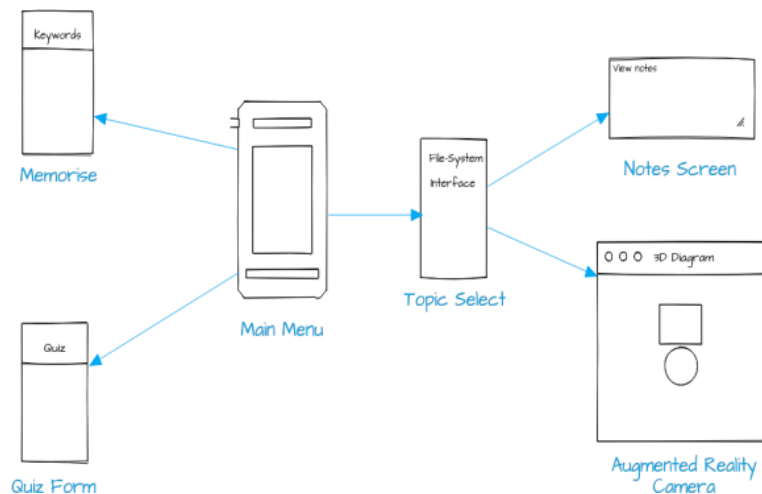 Keywords
Memorise
Quiz
Quiz Form
Main Menu
File-System
Interface
Topic Select
View notes
Notes Screen
3D Diagram
Augmented Reality
Camera